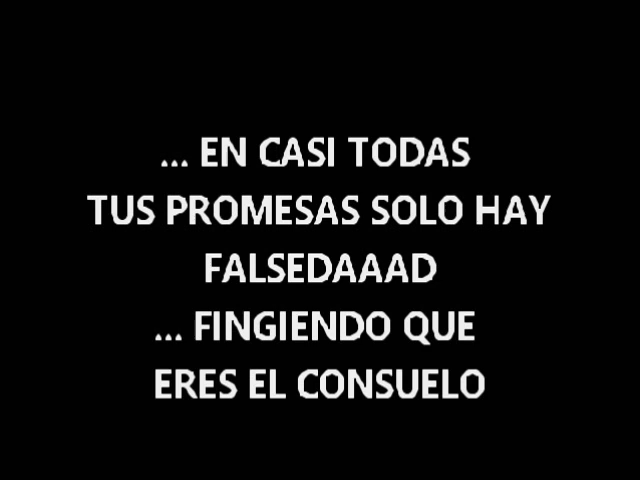 ... EN CASI TODAS
TUS PROMESAS SOLO HAY
FALSEDAAAD
... FINGIENDO QUE
ERES EL CONSUELO